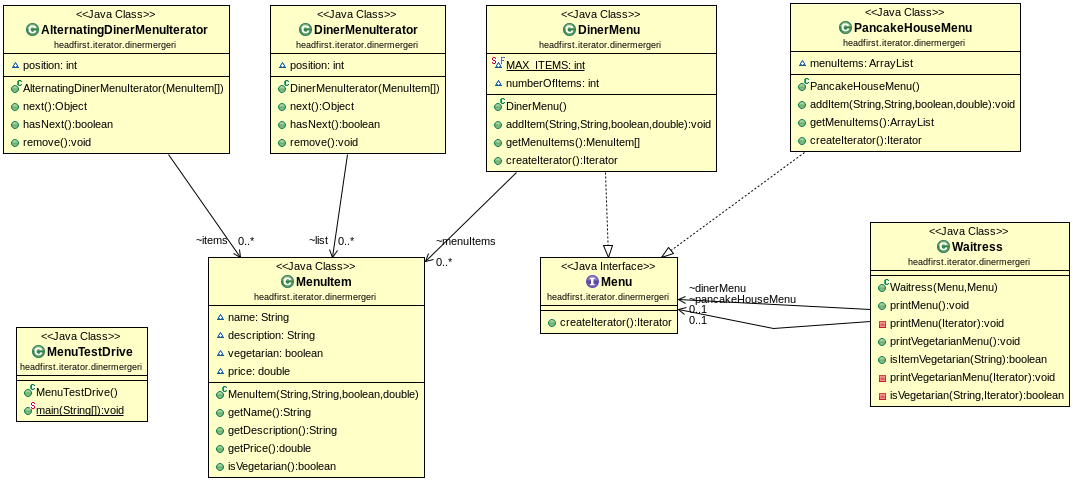 <<Java Class>>
AlternatingDinerMenuIterator
headfirst.iterator.dinermergeri
position: int
AlternatingDinerMenuIterator(MenuItem[])
next():Object
hasNext():boolean
remove():void
<<Java Class>>
DinerMenuIterator
headfirst.iterator.dinermergeri
position: int
DinerMenuIterator(MenuItem[])
next():Object
hasNext():boolean
remove():void
<<Java Class>>
DinerMenu
headfirst.iterator.dinermergeri
MAX_ITEMS: int
numberOfItems: int
DinerMenu()
addItem(String,String,boolean,double):void
getMenuItems():MenuItem[]
createIterator():Iterator
<<Java Class>>
PancakeHouseMenu
headfirst.iterator.dinermergeri
menuItems: ArrayList
PancakeHouseMenu()
addItem(String,String,boolean,double):void
getMenuItems():ArrayList
createIterator():Iterator
~items 0..*
~list 0..*
~menuItems
0..*
<<Java Class>>
MenuItem
headfirst.iterator.dinermergeri
name: String
description: String
vegetarian: boolean
price: double
MenuItem(String,String,boolean,double)
getName():String
getDescription():String
getPrice():double
isVegetarian():boolean
<<Java Interface>>
Menu
headfirst.iterator.dinermergeri
createIterator():Iterator
~dinerMenu
~pancakeHouseMenu
0..1
0..1
<<Java Class>>
Waitress
headfirst.iterator.dinermergeri
Waitress(Menu,Menu)
printMenu():void
printMenu(Iterator):void
printVegetarianMenu():void
isItemVegetarian(String):boolean
printVegetarianMenu(Iterator):void
isVegetarian(String,Iterator):boolean
<<Java Class>>
MenuTestDrive
headfirst.iterator.dinermergeri
MenuTestDrive()
main(String[]):void